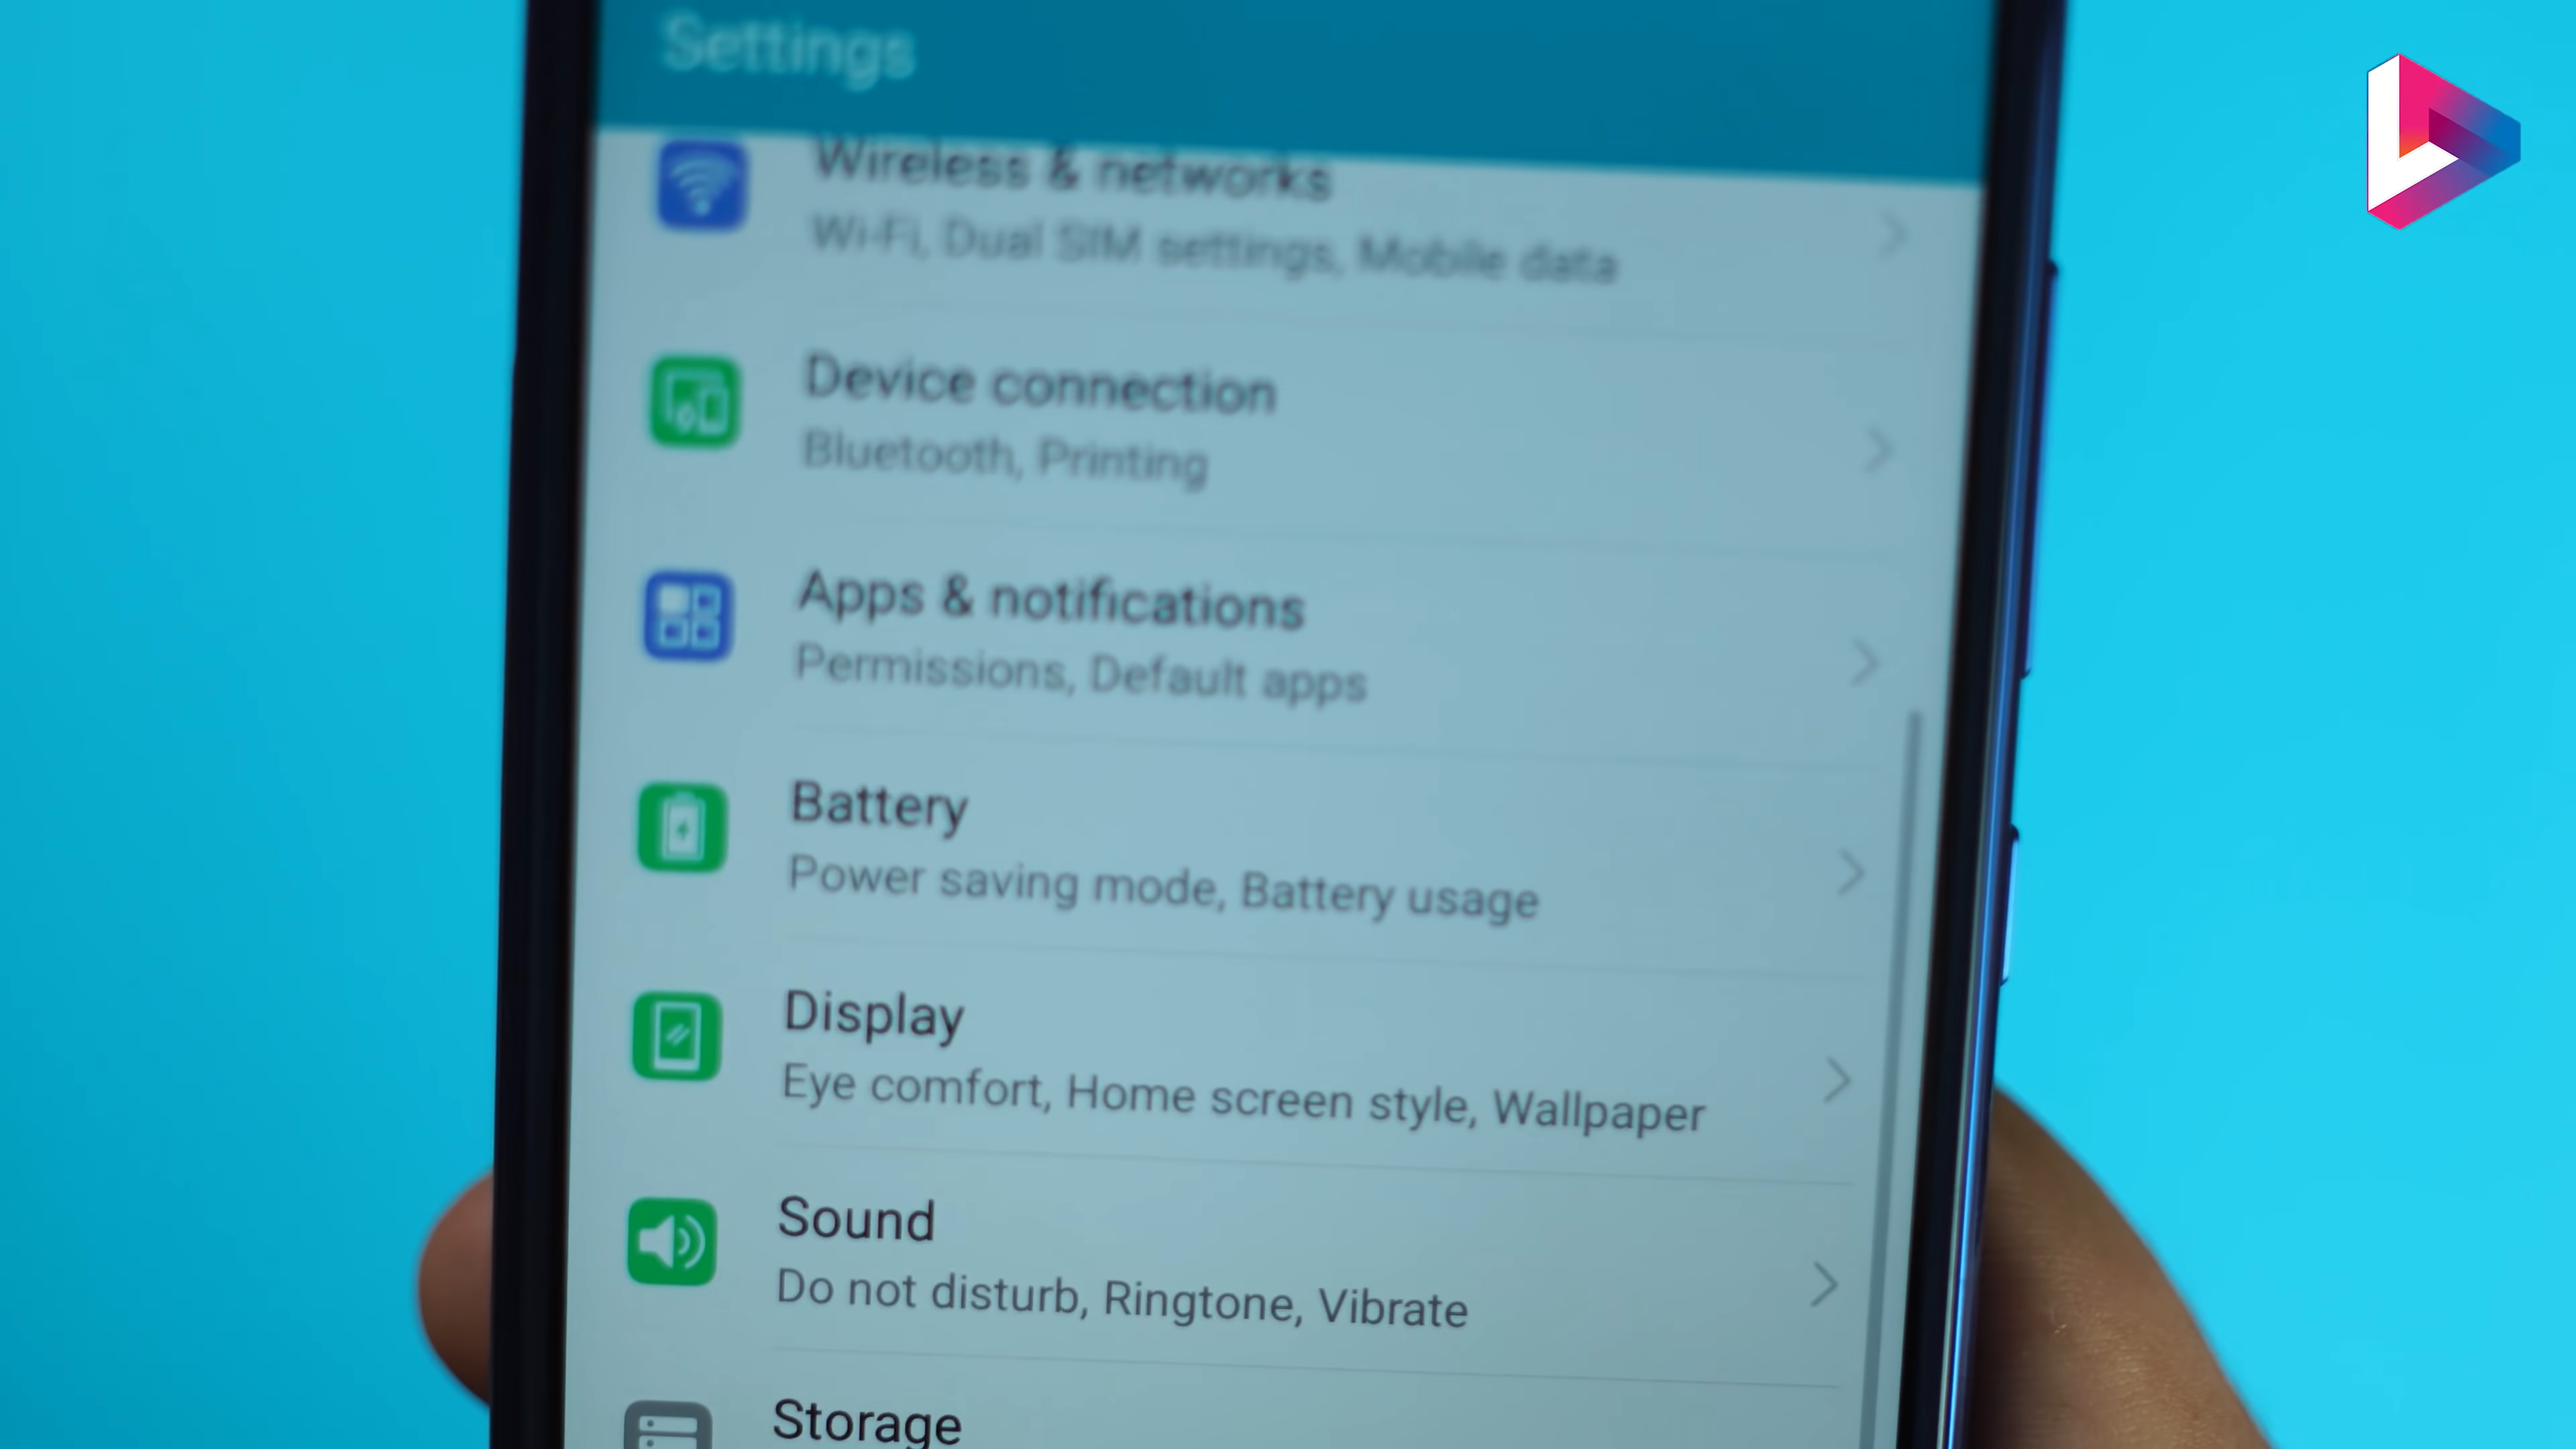 Settings
Wireless & networks
Wi-Fi, Dual SIM settings, Mobile data
Device connection
Bluetooth, Printing
Apps & notifications
Permissions, Default apps
Battery
Power saving mode, Battery usage
Display
Eye comfort, Home screen style, Wallpaper
Sound
Do not disturb, Ringtone, Vibrate
Storage